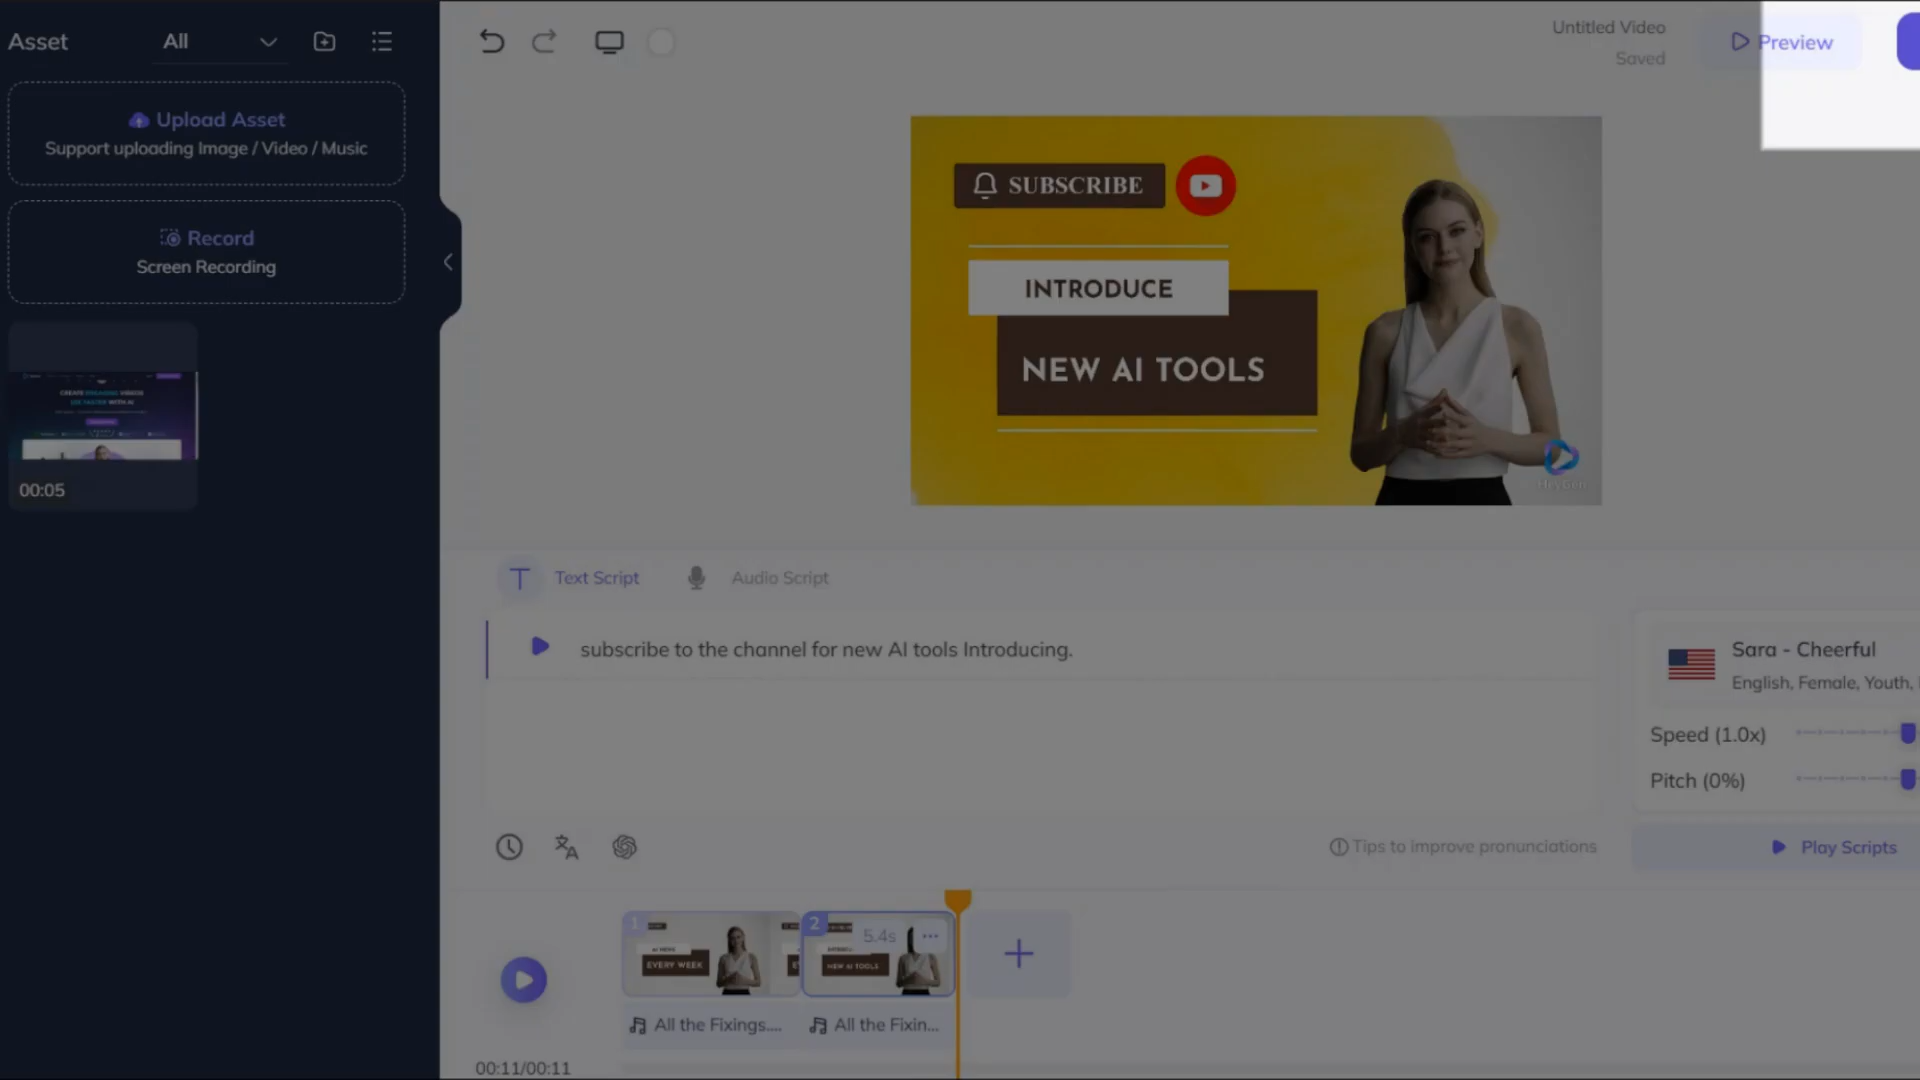 Asset
All
Untitled Video
Saved
Preview
Upload Asset
Support uploading Image / Video / Music
Record
Screen Recording
00:05
SUBSCRIBE
INTRODUCE
NEW AI TOOLS
HeyGen
Text Script
Audio Script
subscribe to the channel for new AI tools Introducing.
Sara - Cheerful
English, Female, Youth,
Speed (1.0x)
Pitch (0%)
Tips to improve pronunciations
Play Scripts
1
EVERY WEEK
2
5.4s
NEW AI TOOLS
All the Fixings....
All the Fixin...
00:11/00:11